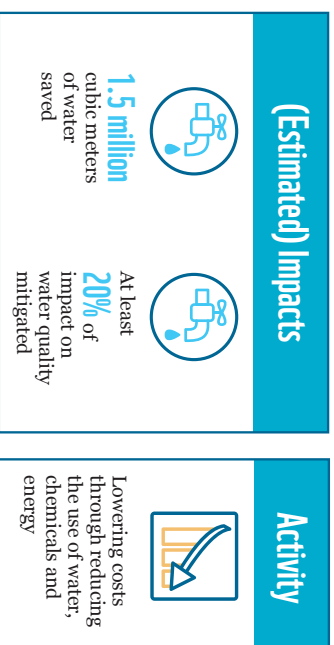 (Estimated) Impacts
1.5 million
cubic meters
of water
saved
At least
20% of
impact on
water quality
mitigated
Activity
Lowering costs
through reducing
the use of water,
chemicals and
energy